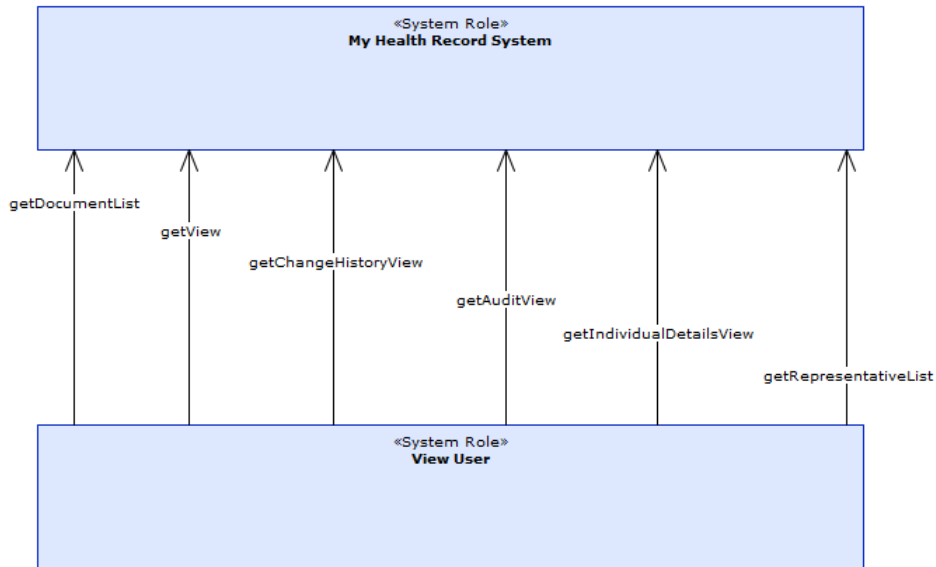 «System Role»
My Health Record System
getDocumentList
getView
getChangeHistoryView
getAuditView
getIndividualDetailsView
getRepresentativeList
«System Role»
View User